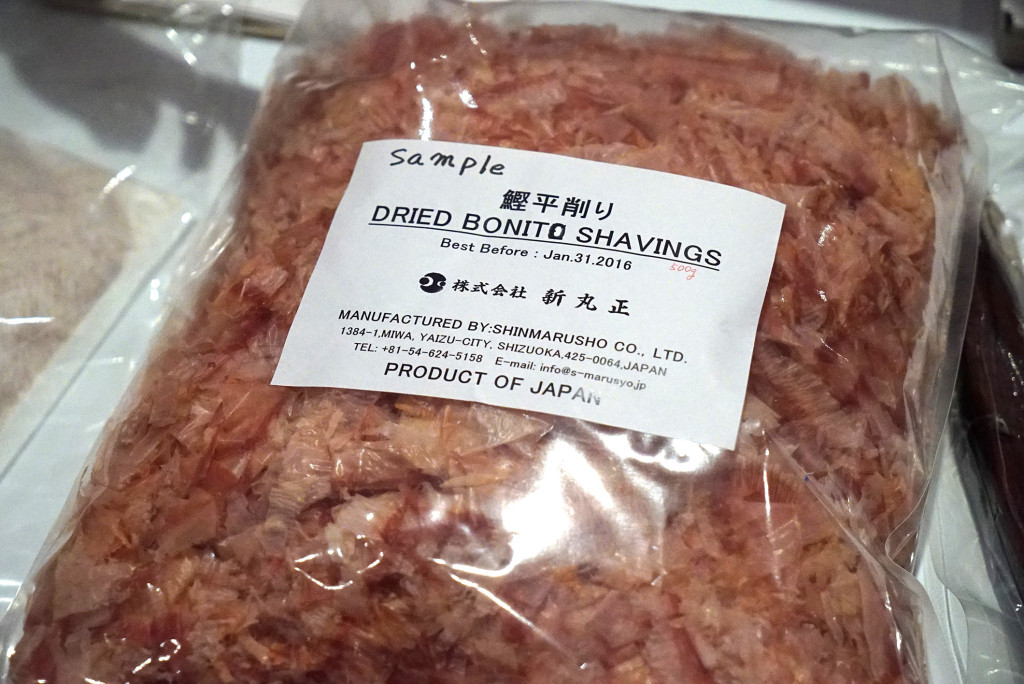 sample
鰹平削り
DRIED BONITO SHAVINGS
Best Before : Jan.31.2016
500g
株式会社 新丸正
MANUFACTURED BY:SHINMARUSHO CO., LTD.
1384-1,MIWA, YAIZU-CITY, SHIZUOKA,425-0064,JAPAN
TEL: +81-54-624-5158 E-mail: info@s-marusyo.jp
PRODUCT OF JAPAN